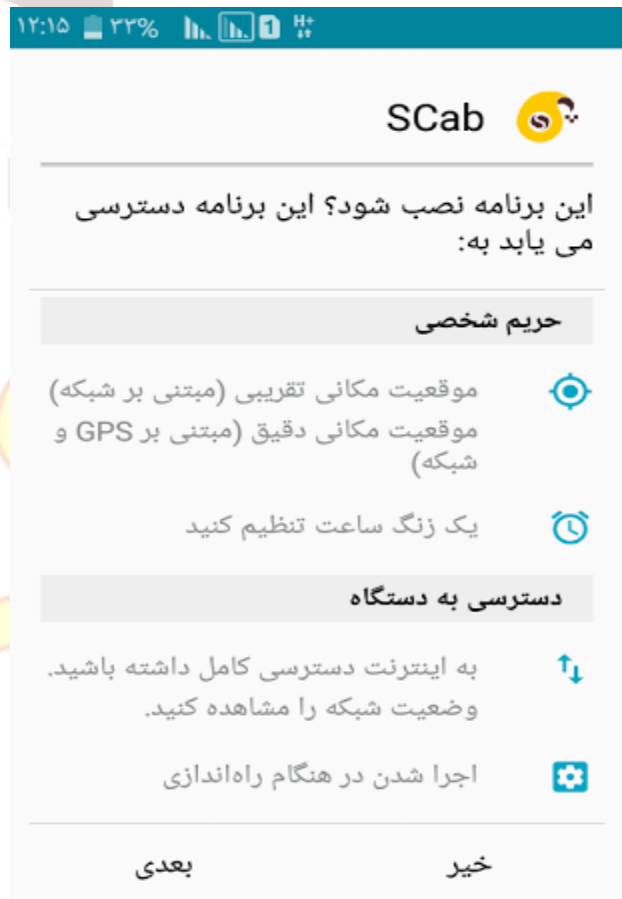 ۱۲:۱۵ ۳۳% 1 H+
SCab
این برنامه نصب شود؟ این برنامه دسترسی
می یابد به:
حریم شخصی
موقعیت مکانی تقریبی (مبتنی بر شبکه)
موقعیت مکانی دقیق (مبتنی بر GPS و
شبکه)
یک زنگ ساعت تنظیم کنید
دسترسی به دستگاه
به اینترنت دسترسی کامل داشته باشید.
وضعیت شبکه را مشاهده کنید.
اجرا شدن در هنگام راه‌اندازی
خیر
بعدی